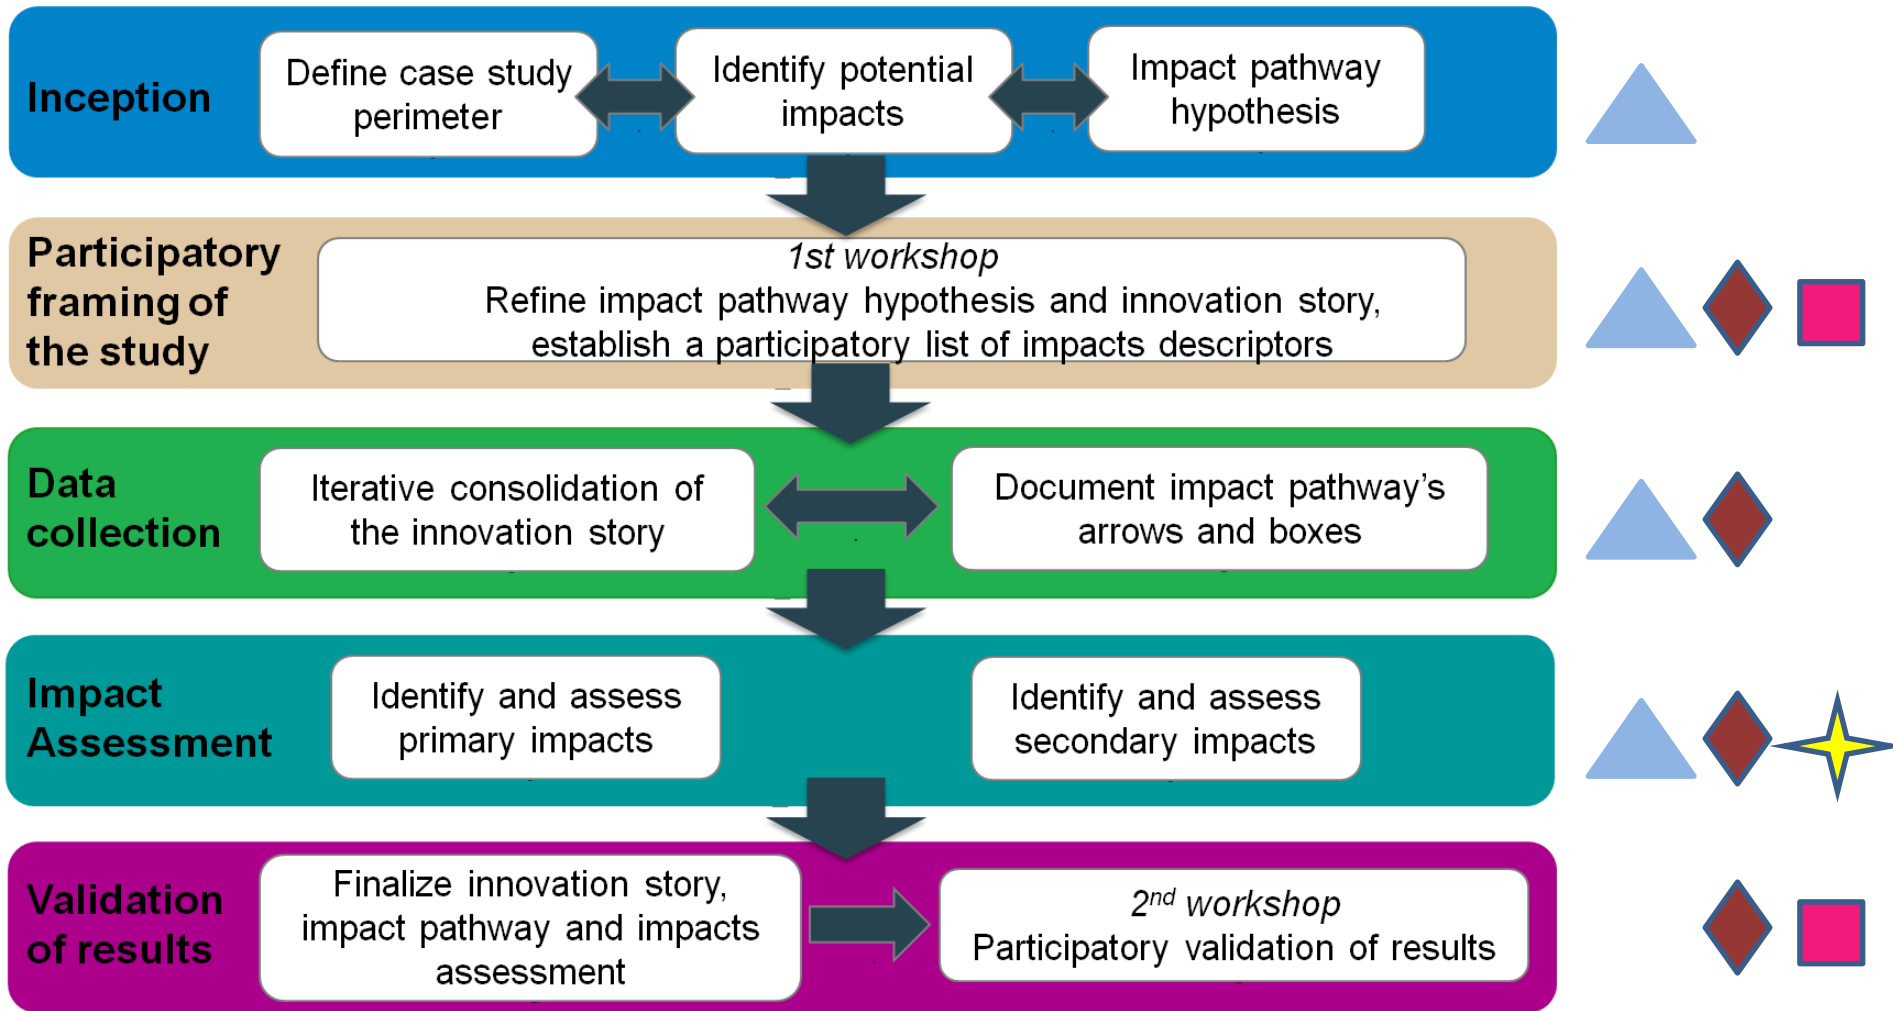 Inception
Define case study
perimeter
Identify potential
impacts
Impact pathway
hypothesis
Participatory
framing of
the study
1st workshop
Refine impact pathway hypothesis and innovation story,
establish a participatory list of impacts descriptors
Data
collection
Iterative consolidation of
the innovation story
Document impact pathway’s
arrows and boxes
Impact
Assessment
Identify and assess
primary impacts
Identify and assess
secondary impacts
Validation
of results
Finalize innovation story,
impact pathway and impacts
assessment
2nd workshop
Participatory validation of results